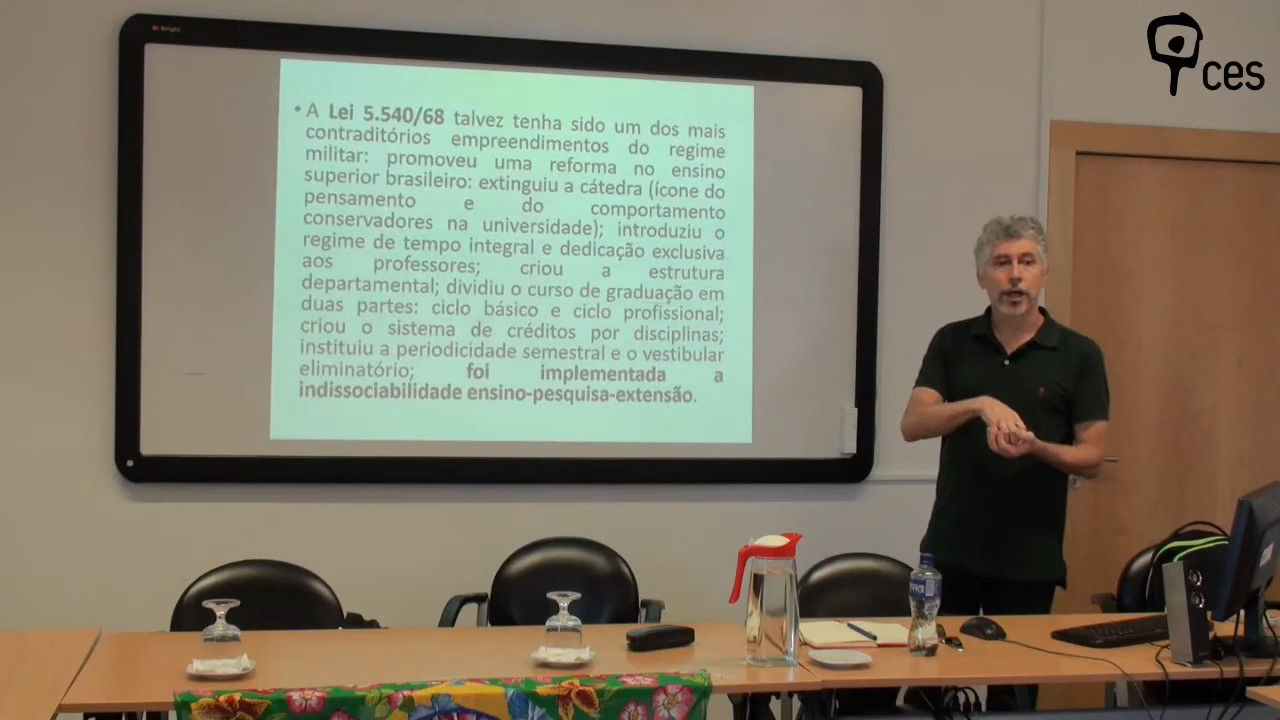 ces
• A Lei 5.540/68 talvez tenha sido um dos mais
contraditórios empreendimentos do regime
militar: promoveu uma reforma no ensino
superior brasileiro: extinguiu a cátedra (ícone do
pensamento e do comportamento
conservadores na universidade); introduziu o
regime de tempo integral e dedicação exclusiva
aos professores; criou a estrutura
departamental; dividiu o curso de graduação em
duas partes: ciclo básico e ciclo profissional;
criou o sistema de créditos por disciplinas;
instituiu a periodicidade semestral e o vestibular
eliminatório; foi implementada a
indissociabilidade ensino-pesquisa-extensão.